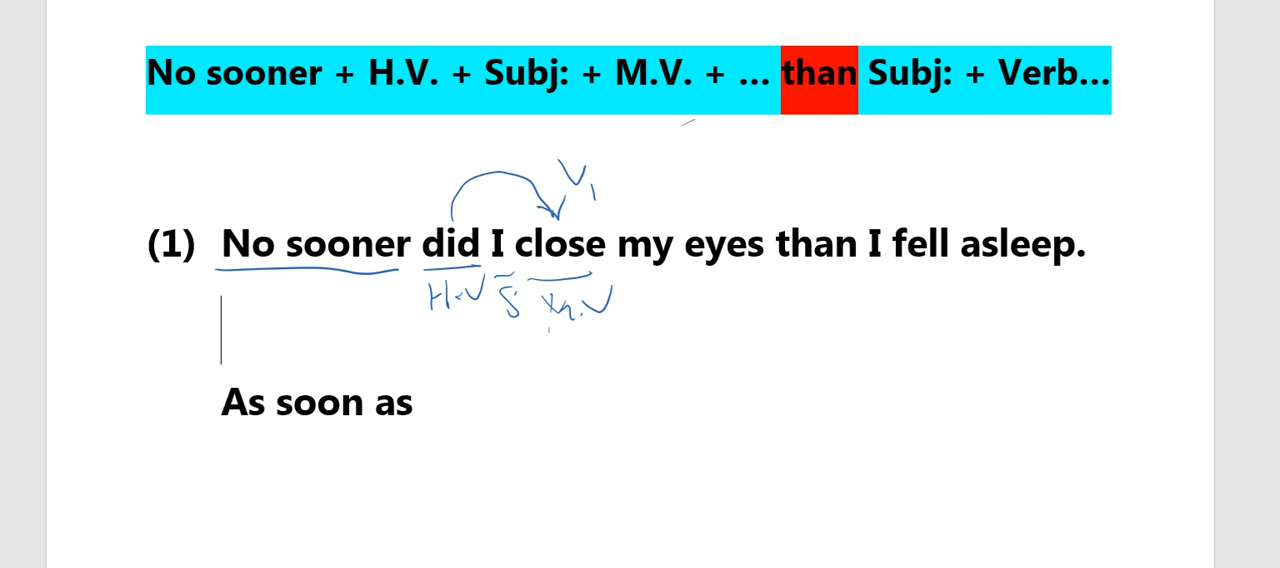 No sooner + H.V. + Subj: + M.V. + ... than Subj: + Verb...
V1
(1) No sooner did I close my eyes than I fell asleep.
H.V S M.V
As soon as